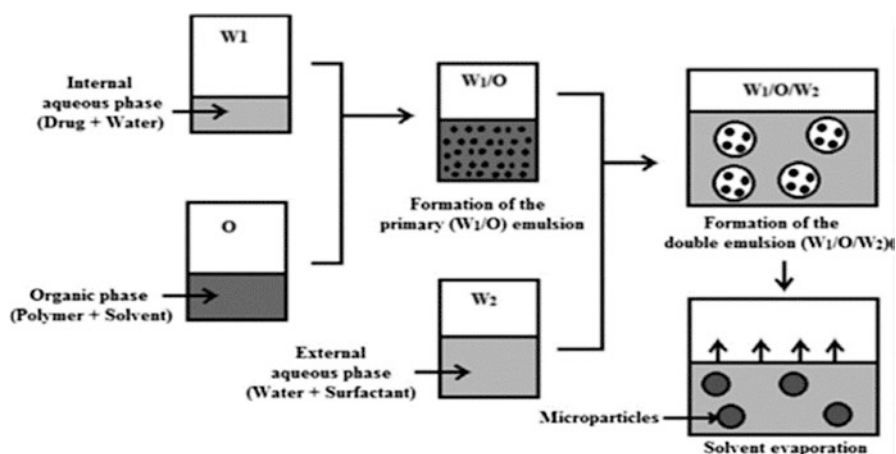 W1
Internal
aqueous phase
(Drug + Water)
O
Organic phase
(Polymer + Solvent)
W1/O
Formation of the
primary (W1/O) emulsion
W2
External
aqueous phase
(Water + Surfactant)
W1/O/W2
Formation of the
double emulsion (W1/O/W2)
Microparticles
Solvent evaporation